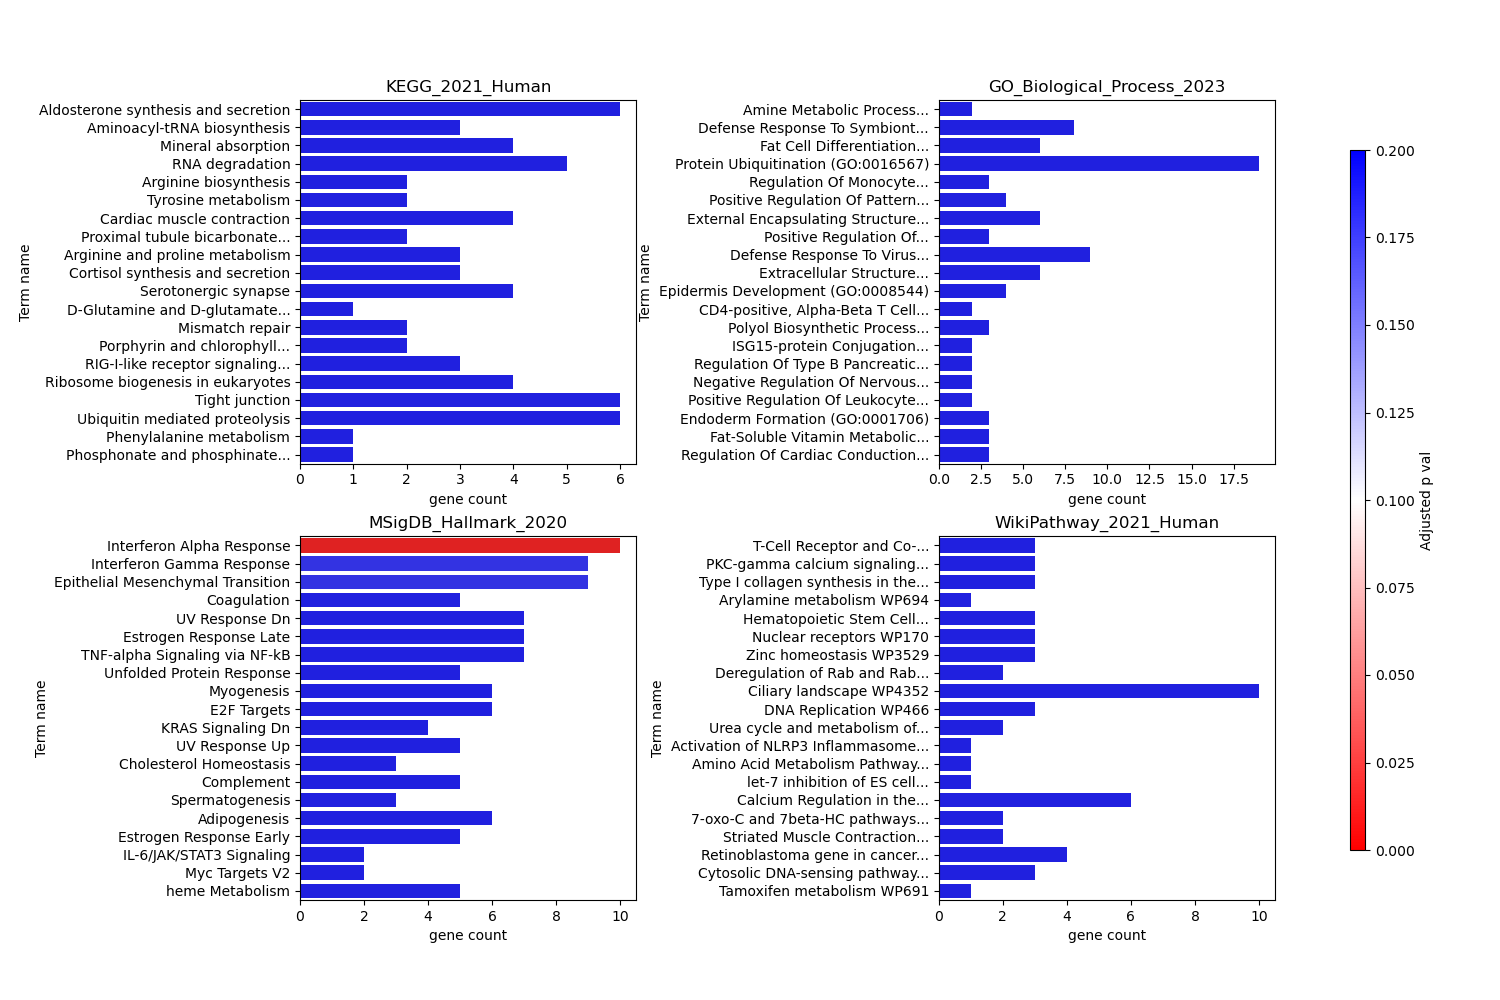 KEGG_2021_Human
Term name
Aldosterone synthesis and secretion
Aminoacyl-tRNA biosynthesis
Mineral absorption
RNA degradation
Arginine biosynthesis
Tyrosine metabolism
Cardiac muscle contraction
Proximal tubule bicarbonate...
Arginine and proline metabolism
Cortisol synthesis and secretion
Serotonergic synapse
D-Glutamine and D-glutamate...
Mismatch repair
Porphyrin and chlorophyll...
RIG-I-like receptor signaling...
Ribosome biogenesis in eukaryotes
Tight junction
Ubiquitin mediated proteolysis
Phenylalanine metabolism
Phosphonate and phosphinate...
0 1 2 3 4 5 6
gene count
GO_Biological_Process_2023
Term name
Amine Metabolic Process...
Defense Response To Symbiont...
Fat Cell Differentiation...
Protein Ubiquitination (GO:0016567)
Regulation Of Monocyte...
Positive Regulation Of Pattern...
External Encapsulating Structure...
Positive Regulation Of...
Defense Response To Virus...
Extracellular Structure...
Epidermis Development (GO:0008544)
CD4-positive, Alpha-Beta T Cell...
Polyol Biosynthetic Process...
ISG15-protein Conjugation...
Regulation Of Type B Pancreatic...
Negative Regulation Of Nervous...
Positive Regulation Of Leukocyte...
Endoderm Formation (GO:0001706)
Fat-Soluble Vitamin Metabolic...
Regulation Of Cardiac Conduction...
0.0 2.5 5.0 7.5 10.0 12.5 15.0 17.5
gene count
MSigDB_Hallmark_2020
Term name
Interferon Alpha Response
Interferon Gamma Response
Epithelial Mesenchymal Transition
Coagulation
UV Response Dn
Estrogen Response Late
TNF-alpha Signaling via NF-kB
Unfolded Protein Response
Myogenesis
E2F Targets
KRAS Signaling Dn
UV Response Up
Cholesterol Homeostasis
Complement
Spermatogenesis
Adipogenesis
Estrogen Response Early
IL-6/JAK/STAT3 Signaling
Myc Targets V2
heme Metabolism
0 2 4 6 8 10
gene count
WikiPathway_2021_Human
Term name
T-Cell Receptor and Co-...
PKC-gamma calcium signaling...
Type I collagen synthesis in the...
Arylamine metabolism WP694
Hematopoietic Stem Cell...
Nuclear receptors WP170
Zinc homeostasis WP3529
Deregulation of Rab and Rab...
Ciliary landscape WP4352
DNA Replication WP466
Urea cycle and metabolism of...
Activation of NLRP3 Inflammasome...
Amino Acid Metabolism Pathway...
let-7 inhibition of ES cell...
Calcium Regulation in the...
7-oxo-C and 7beta-HC pathways...
Striated Muscle Contraction...
Retinoblastoma gene in cancer...
Cytosolic DNA-sensing pathway...
Tamoxifen metabolism WP691
0 2 4 6 8 10
gene count
0.200
0.175
0.150
0.125
0.100
0.075
0.050
0.025
0.000
Adjusted p val